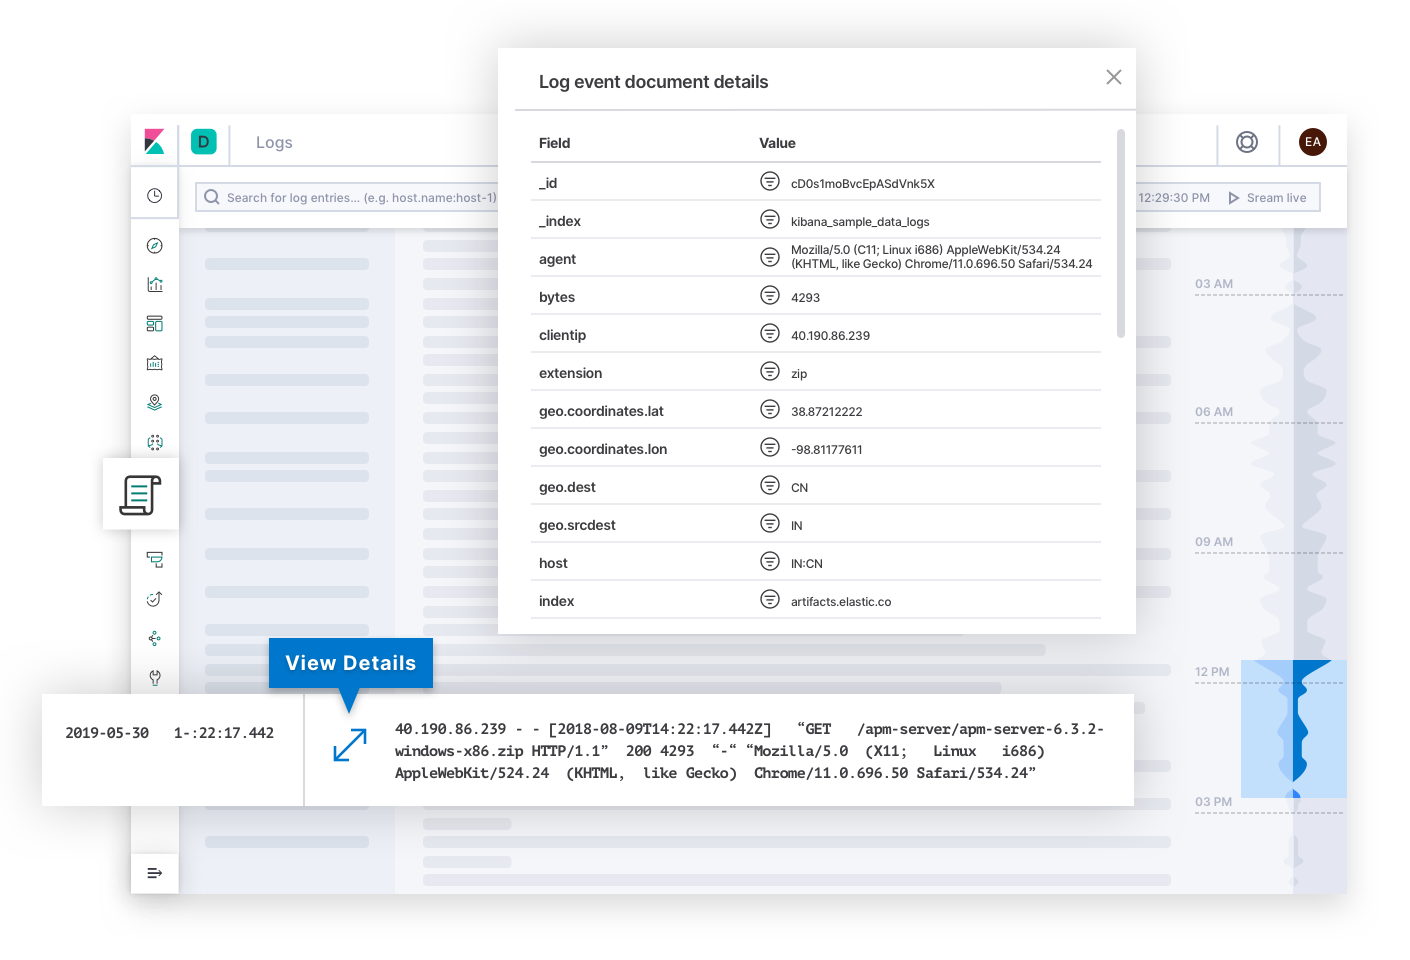 Log event document details
D
Logs
EA
Field Value
_id cD0s1moBvcEpASdVnk5X
Search for log entries... (e.g. host.name:host-1)
12:29:30 PM Sream live
_index kibana_sample_data_logs
agent Mozilla/5.0 (C11; Linux i686) AppleWebKit/534.24
(KHTML, like Gecko) Chrome/11.0.696.50 Safari/534.24
03 AM
bytes 4293
clientip 40.190.86.239
extension zip
geo.coordinates.lat 38.87212222
06 AM
geo.coordinates.lon -98.81177611
geo.dest CN
geo.srcdest IN
09 AM
host IN:CN
index artifacts.elastic.co
View Details
12 PM
2019-05-30 1-:22:17.442
40.190.86.239 - - [2018-08-09T14:22:17.442Z] “GET /apm-server/apm-server-6.3.2-
windows-x86.zip HTTP/1.1” 200 4293 “-“ “Mozilla/5.0 (X11; Linux i686)
AppleWebKit/524.24 (KHTML, like Gecko) Chrome/11.0.696.50 Safari/534.24”
03 PM